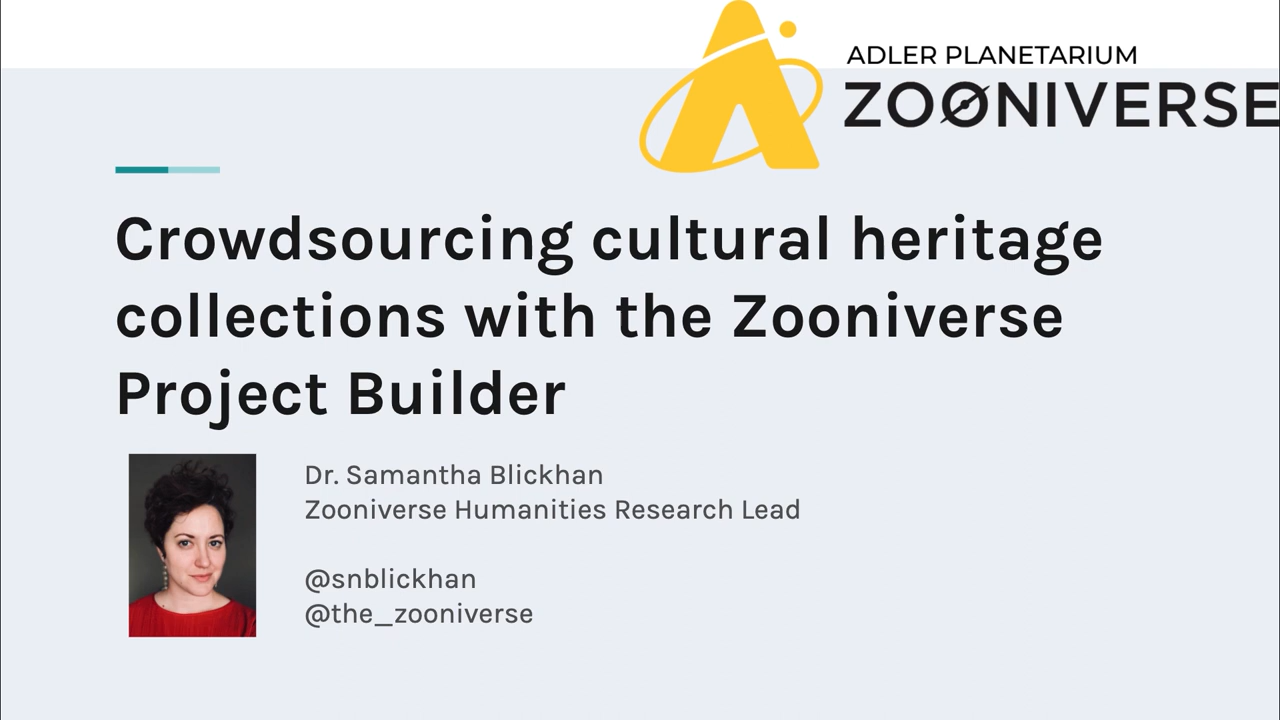 ADLER PLANETARIUM
ZOONIVERSE
Crowdsourcing cultural heritage
collections with the Zooniverse
Project Builder
Dr. Samantha Blickhan
Zooniverse Humanities Research Lead
@snblickhan
@the_zooniverse